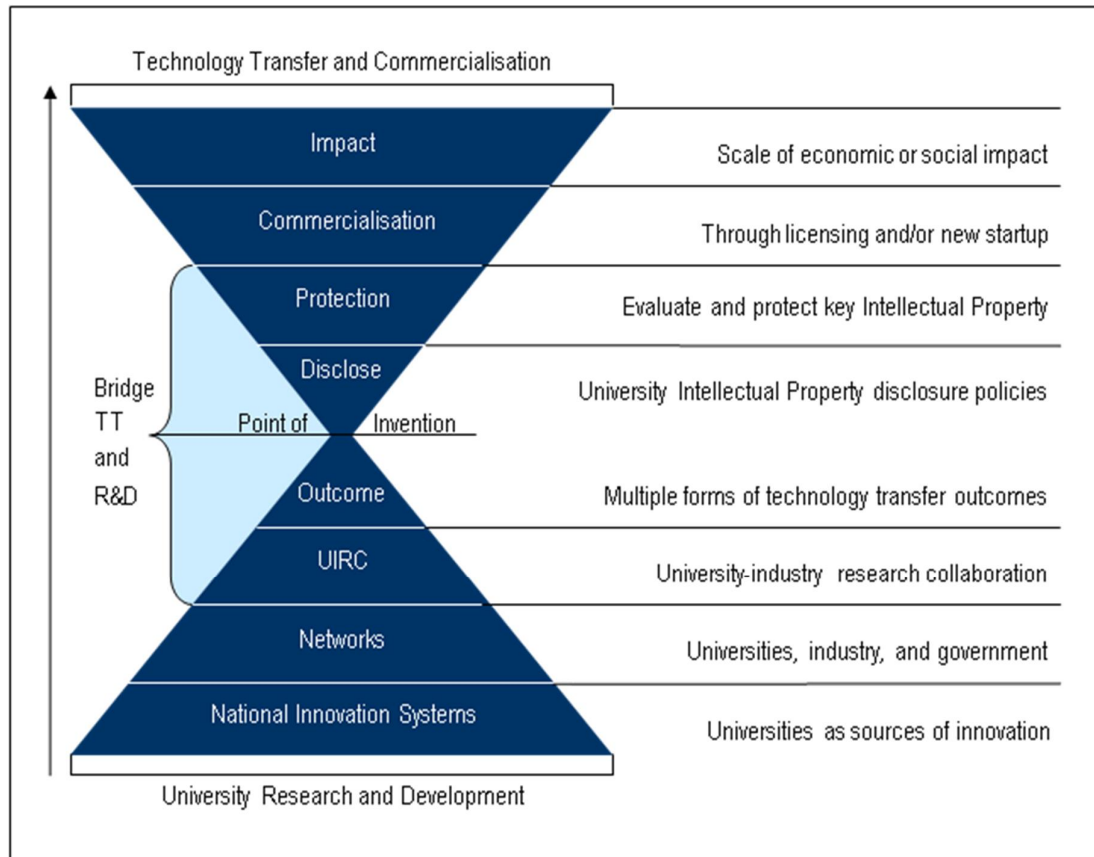 Technology Transfer and Commercialisation
Impact
Scale of economic or social impact
Commercialisation
Through licensing and/or new startup
Protection
Evaluate and protect key Intellectual Property
Disclose
University Intellectual Property disclosure policies
Bridge
TT
and
R&D
Point of Invention
Outcome
Multiple forms of technology transfer outcomes
UIRC
University-industry research collaboration
Networks
Universities, industry, and government
National Innovation Systems
Universities as sources of innovation
University Research and Development